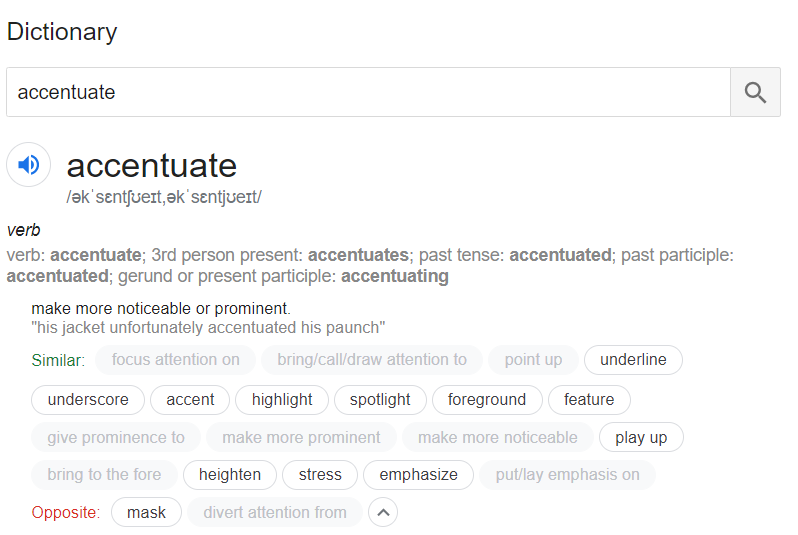 Dictionary
accentuate
accentuate
/əkˈsɛntʃʊeɪt,əkˈsɛntjʊeɪt/
verb
verb: accentuate; 3rd person present: accentuates; past tense: accentuated; past participle:
accentuated; gerund or present participle: accentuating
make more noticeable or prominent.
"his jacket unfortunately accentuated his paunch"
Similar: focus attention on bring/call/draw attention to point up underline
underscore accent highlight spotlight foreground feature
give prominence to make more prominent make more noticeable play up
bring to the fore heighten stress emphasize put/lay emphasis on
Opposite: mask divert attention from